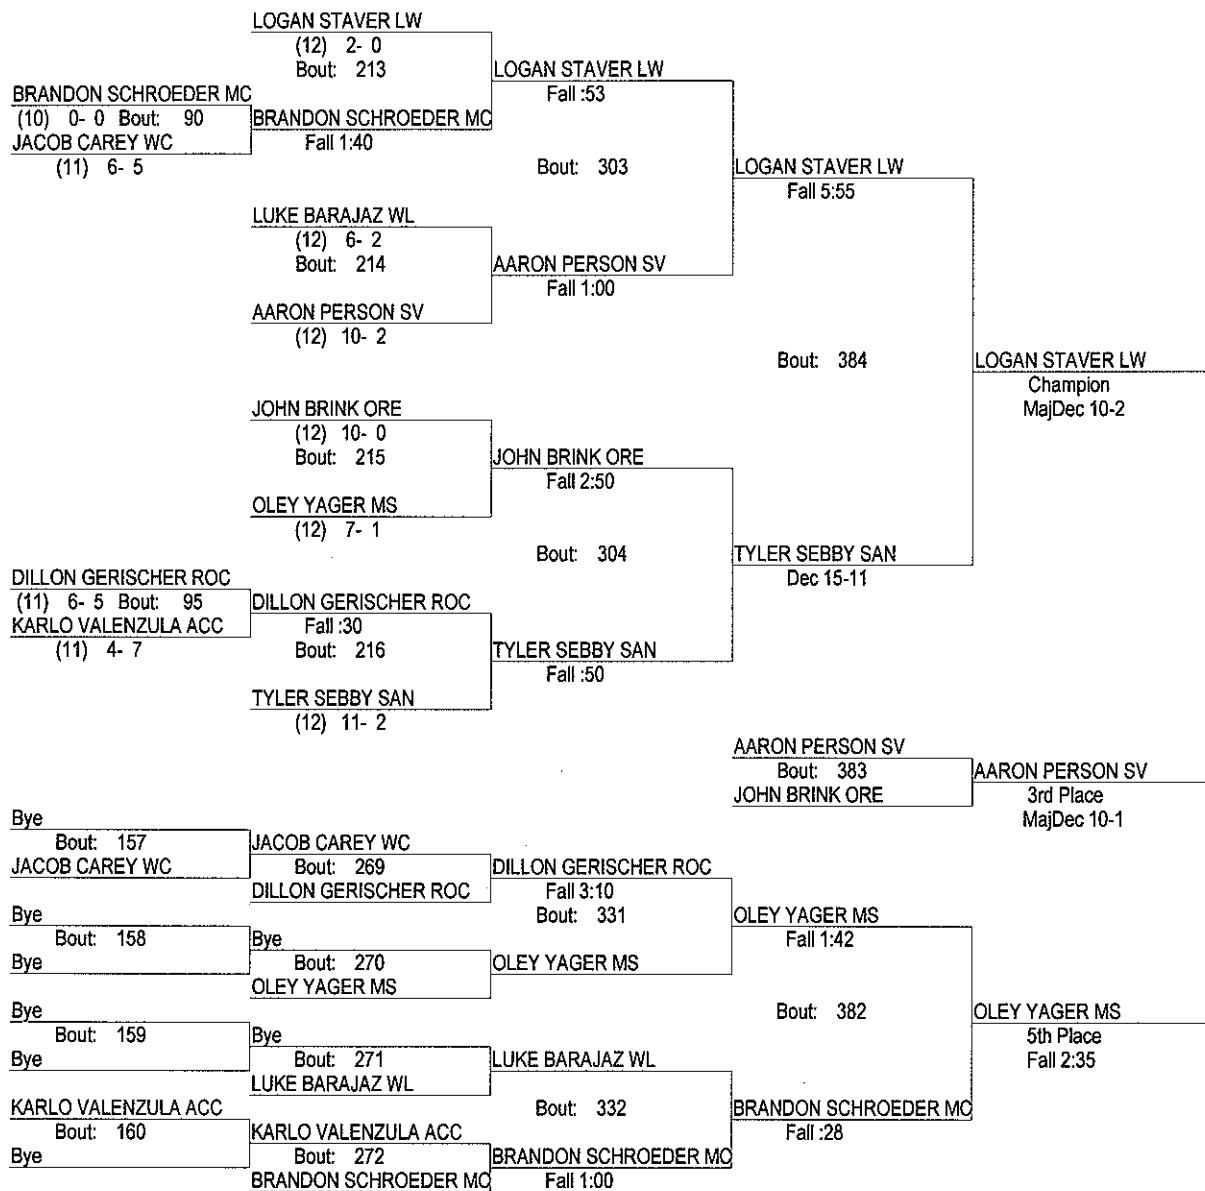 LOGAN STAVER LW
(12) 2- 0
Bout: 213
LOGAN STAVER LW
Fall :53
BRANDON SCHROEDER MC
(10) 0- 0 Bout: 90
BRANDON SCHROEDER MC
JACOB CAREY WC
Fall 1:40
(11) 6- 5
Bout: 303
LOGAN STAVER LW
Fall 5:55
LUKE BARAJAZ WL
(12) 6- 2
Bout: 214
AARON PERSON SV
Fall 1:00
AARON PERSON SV
(12) 10- 2
Bout: 384
LOGAN STAVER LW
Champion
MajDec 10-2
JOHN BRINK ORE
(12) 10- 0
Bout: 215
JOHN BRINK ORE
Fall 2:50
OLEY YAGER MS
(12) 7- 1
Bout: 304
TYLER SEBBY SAN
Dec 15-11
DILLON GERISCHER ROC
(11) 6- 5 Bout: 95
DILLON GERISCHER ROC
KARLO VALENZULA ACC
Fall :30
(11) 4- 7
Bout: 216
TYLER SEBBY SAN
Fall :50
TYLER SEBBY SAN
(12) 11- 2
AARON PERSON SV
Bout: 383
AARON PERSON SV
JOHN BRINK ORE
3rd Place
MajDec 10-1
Bye
Bout: 157
JACOB CAREY WC
JACOB CAREY WC
Bout: 269
DILLON GERISCHER ROC
DILLON GERISCHER ROC
Fall 3:10
Bout: 331
OLEY YAGER MS
Fall 1:42
Bye
Bout: 158
Bye
Bye
Bout: 270
OLEY YAGER MS
OLEY YAGER MS
Bout: 382
OLEY YAGER MS
5th Place
Fall 2:35
Bye
Bout: 159
Bye
Bye
Bout: 271
LUKE BARAJAZ WL
LUKE BARAJAZ WL
Bout: 332
BRANDON SCHROEDER MC
Fall :28
KARLO VALENZULA ACC
Bout: 160
Bye
KARLO VALENZULA ACC
Bout: 272
BRANDON SCHROEDER MC
BRANDON SCHROEDER MC
Fall 1:00